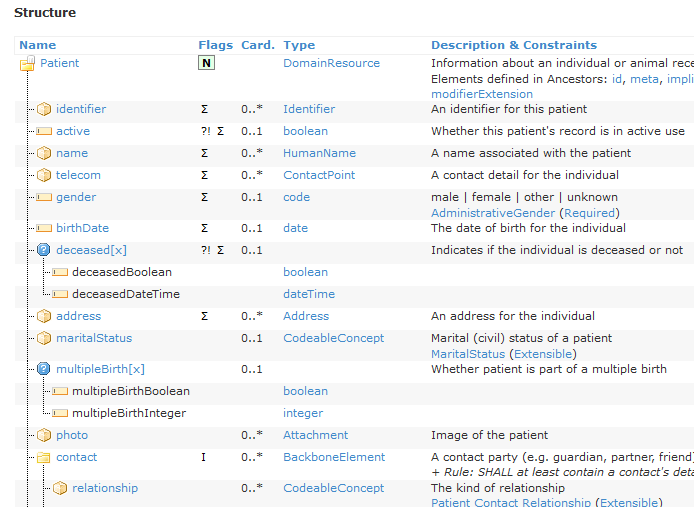 Structure
Name Flags Card. Type Description & Constraints
Patient N DomainResource Information about an individual or animal rece
Elements defined in Ancestors: id, meta, impli
modifierExtension
identifier Σ 0..* Identifier An identifier for this patient
active ?! Σ 0..1 boolean Whether this patient's record is in active use
name Σ 0..* HumanName A name associated with the patient
telecom Σ 0..* ContactPoint A contact detail for the individual
gender Σ 0..1 code male | female | other | unknown
AdministrativeGender (Required)
birthDate Σ 0..1 date The date of birth for the individual
deceased[x] ?! Σ 0..1 Indicates if the individual is deceased or not
deceasedBoolean boolean
deceasedDateTime dateTime
address Σ 0..* Address An address for the individual
maritalStatus 0..1 CodeableConcept Marital (civil) status of a patient
MaritalStatus (Extensible)
multipleBirth[x] 0..1 Whether patient is part of a multiple birth
multipleBirthBoolean boolean
multipleBirthInteger integer
photo 0..* Attachment Image of the patient
contact I 0..* BackboneElement A contact party (e.g. guardian, partner, friend)
+ Rule: SHALL at least contain a contact's deta
relationship 0..* CodeableConcept The kind of relationship
Patient Contact Relationship (Extensible)